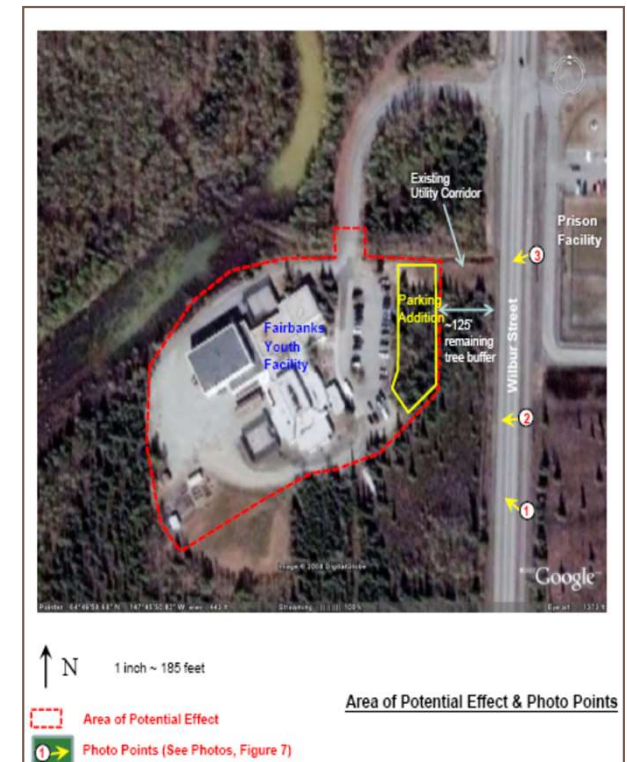 Existing
Utility Corridor
Prison
Facility
3
Parking
Addition
~125'
remaining
tree buffer
Wilbur Street
Fairbanks
Youth
Facility
2
1
Image © 2008 DigitalGlobe
Google
N
1 inch ~ 185 feet
Area of Potential Effect & Photo Points
Area of Potential Effect
1
Photo Points (See Photos, Figure 7)